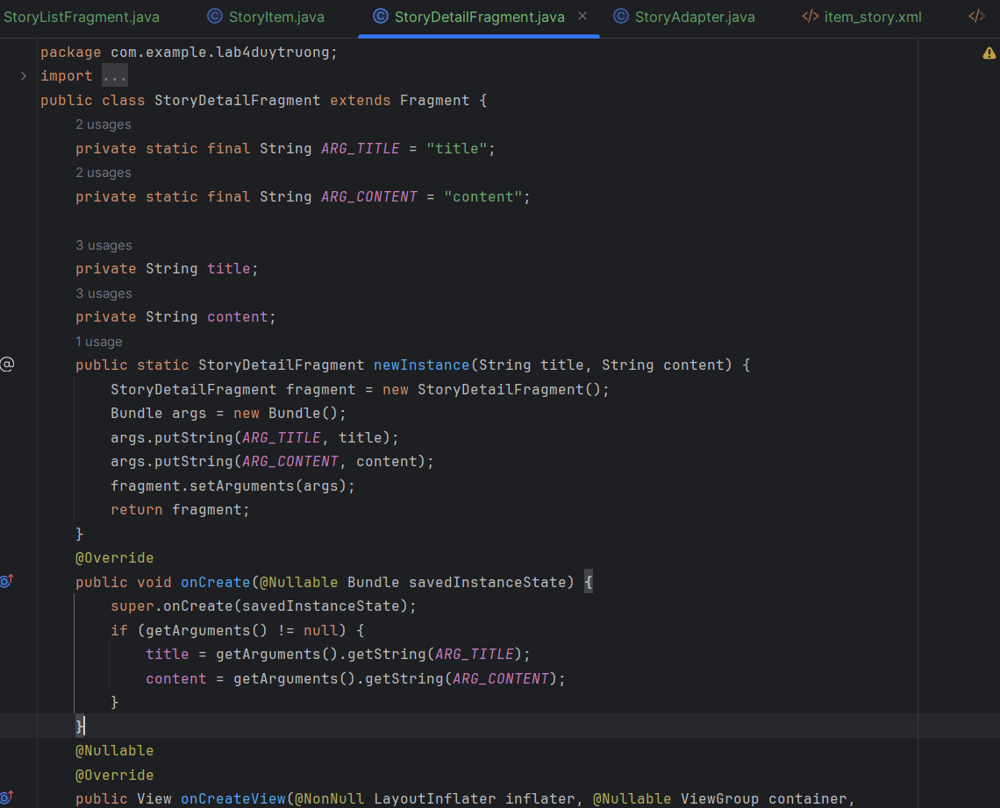 StoryListFragment.java StoryItem.java StoryDetailFragment.java StoryAdapter.java </> item_story.xml </>
package com.example.lab4duytruong;
import ...
public class StoryDetailFragment extends Fragment {
2 usages
private static final String ARG_TITLE = "title";
2 usages
private static final String ARG_CONTENT = "content";
3 usages
private String title;
3 usages
private String content;
1 usage
public static StoryDetailFragment newInstance(String title, String content) {
StoryDetailFragment fragment = new StoryDetailFragment();
Bundle args = new Bundle();
args.putString(ARG_TITLE, title);
args.putString(ARG_CONTENT, content);
fragment.setArguments(args);
return fragment;
}
@Override
public void onCreate(@Nullable Bundle savedInstanceState) {
super.onCreate(savedInstanceState);
if (getArguments() != null) {
title = getArguments().getString(ARG_TITLE);
content = getArguments().getString(ARG_CONTENT);
}
}
@Nullable
@Override
public View onCreateView(@NonNull LayoutInflater inflater, @Nullable ViewGroup container,